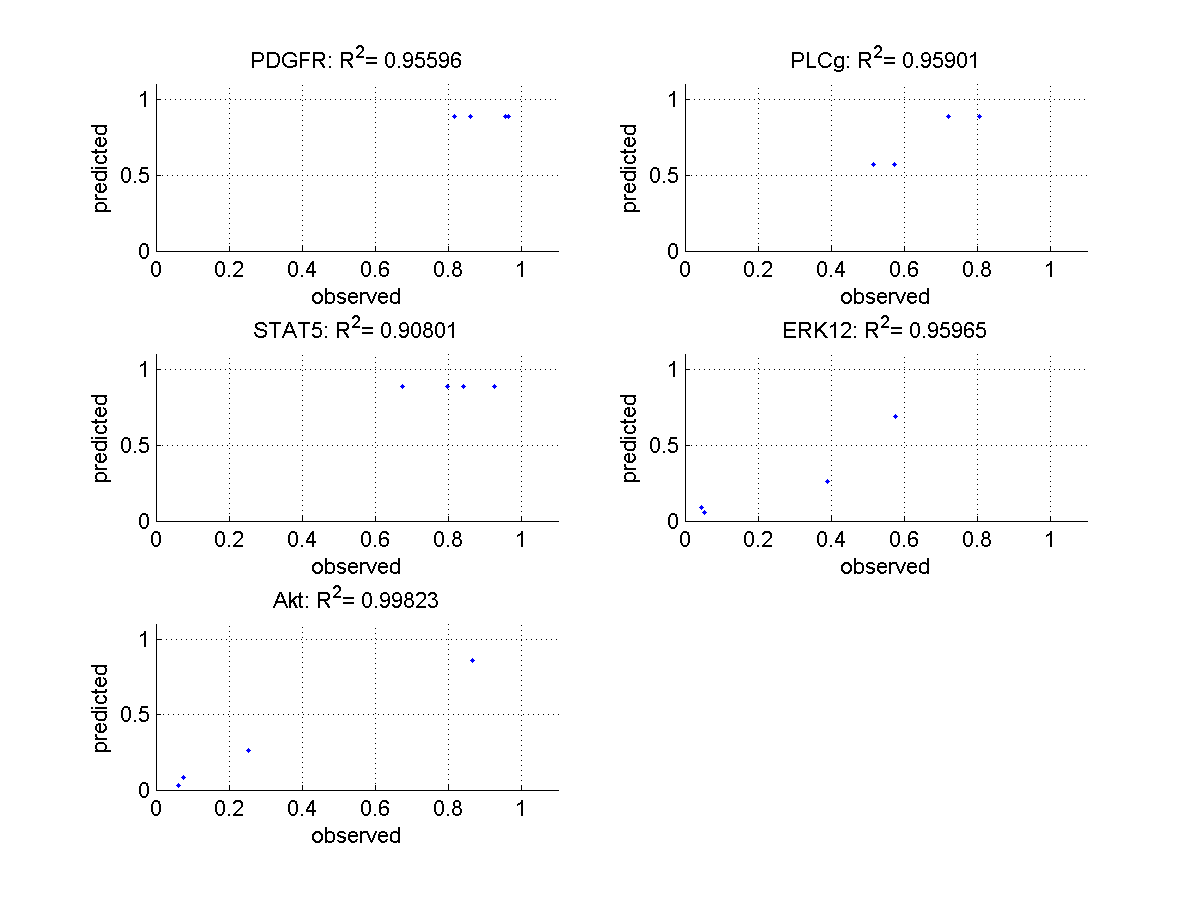 PDGFR: R²= 0.95596
1
0.5
0
predicted
0 0.2 0.4 0.6 0.8 1
observed
PLCg: R²= 0.95901
1
0.5
0
predicted
0 0.2 0.4 0.6 0.8 1
observed
STAT5: R²= 0.90801
1
0.5
0
predicted
0 0.2 0.4 0.6 0.8 1
observed
ERK12: R²= 0.95965
1
0.5
0
predicted
0 0.2 0.4 0.6 0.8 1
observed
Akt: R²= 0.99823
1
0.5
0
predicted
0 0.2 0.4 0.6 0.8 1
observed